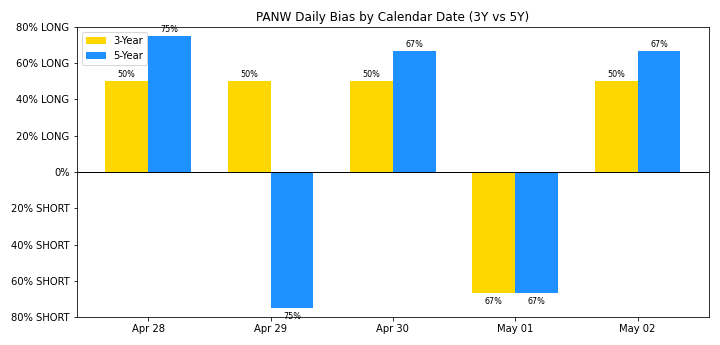 PANW Daily Bias by Calendar Date (3Y vs 5Y)
80% LONG
60% LONG
40% LONG
20% LONG
0%
20% SHORT
40% SHORT
60% SHORT
80% SHORT
3-Year
5-Year
50%
75%
50%
75%
50%
67%
67%
67%
50%
67%
Apr 28
Apr 29
Apr 30
May 01
May 02